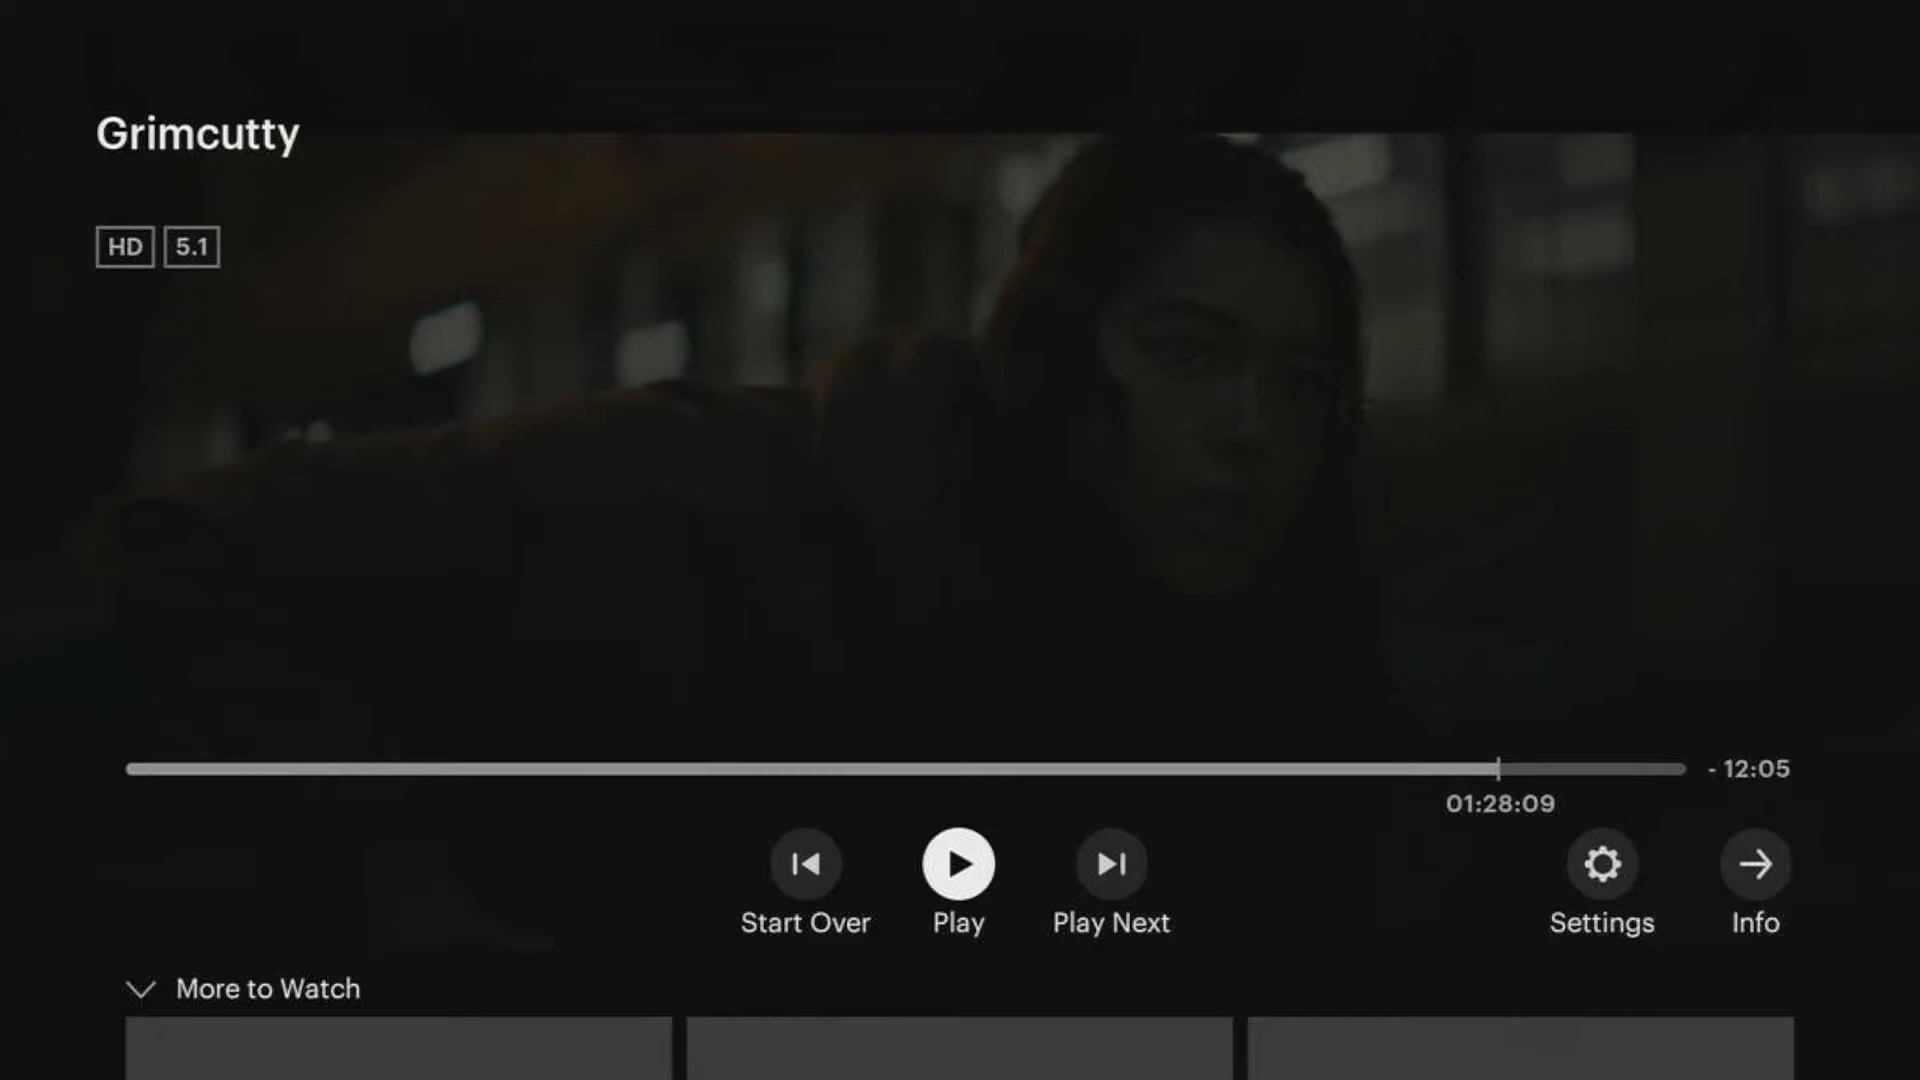 Grimcutty
HD 5.1
- 12:05
01:28:09
Start Over Play Play Next Settings Info
More to Watch